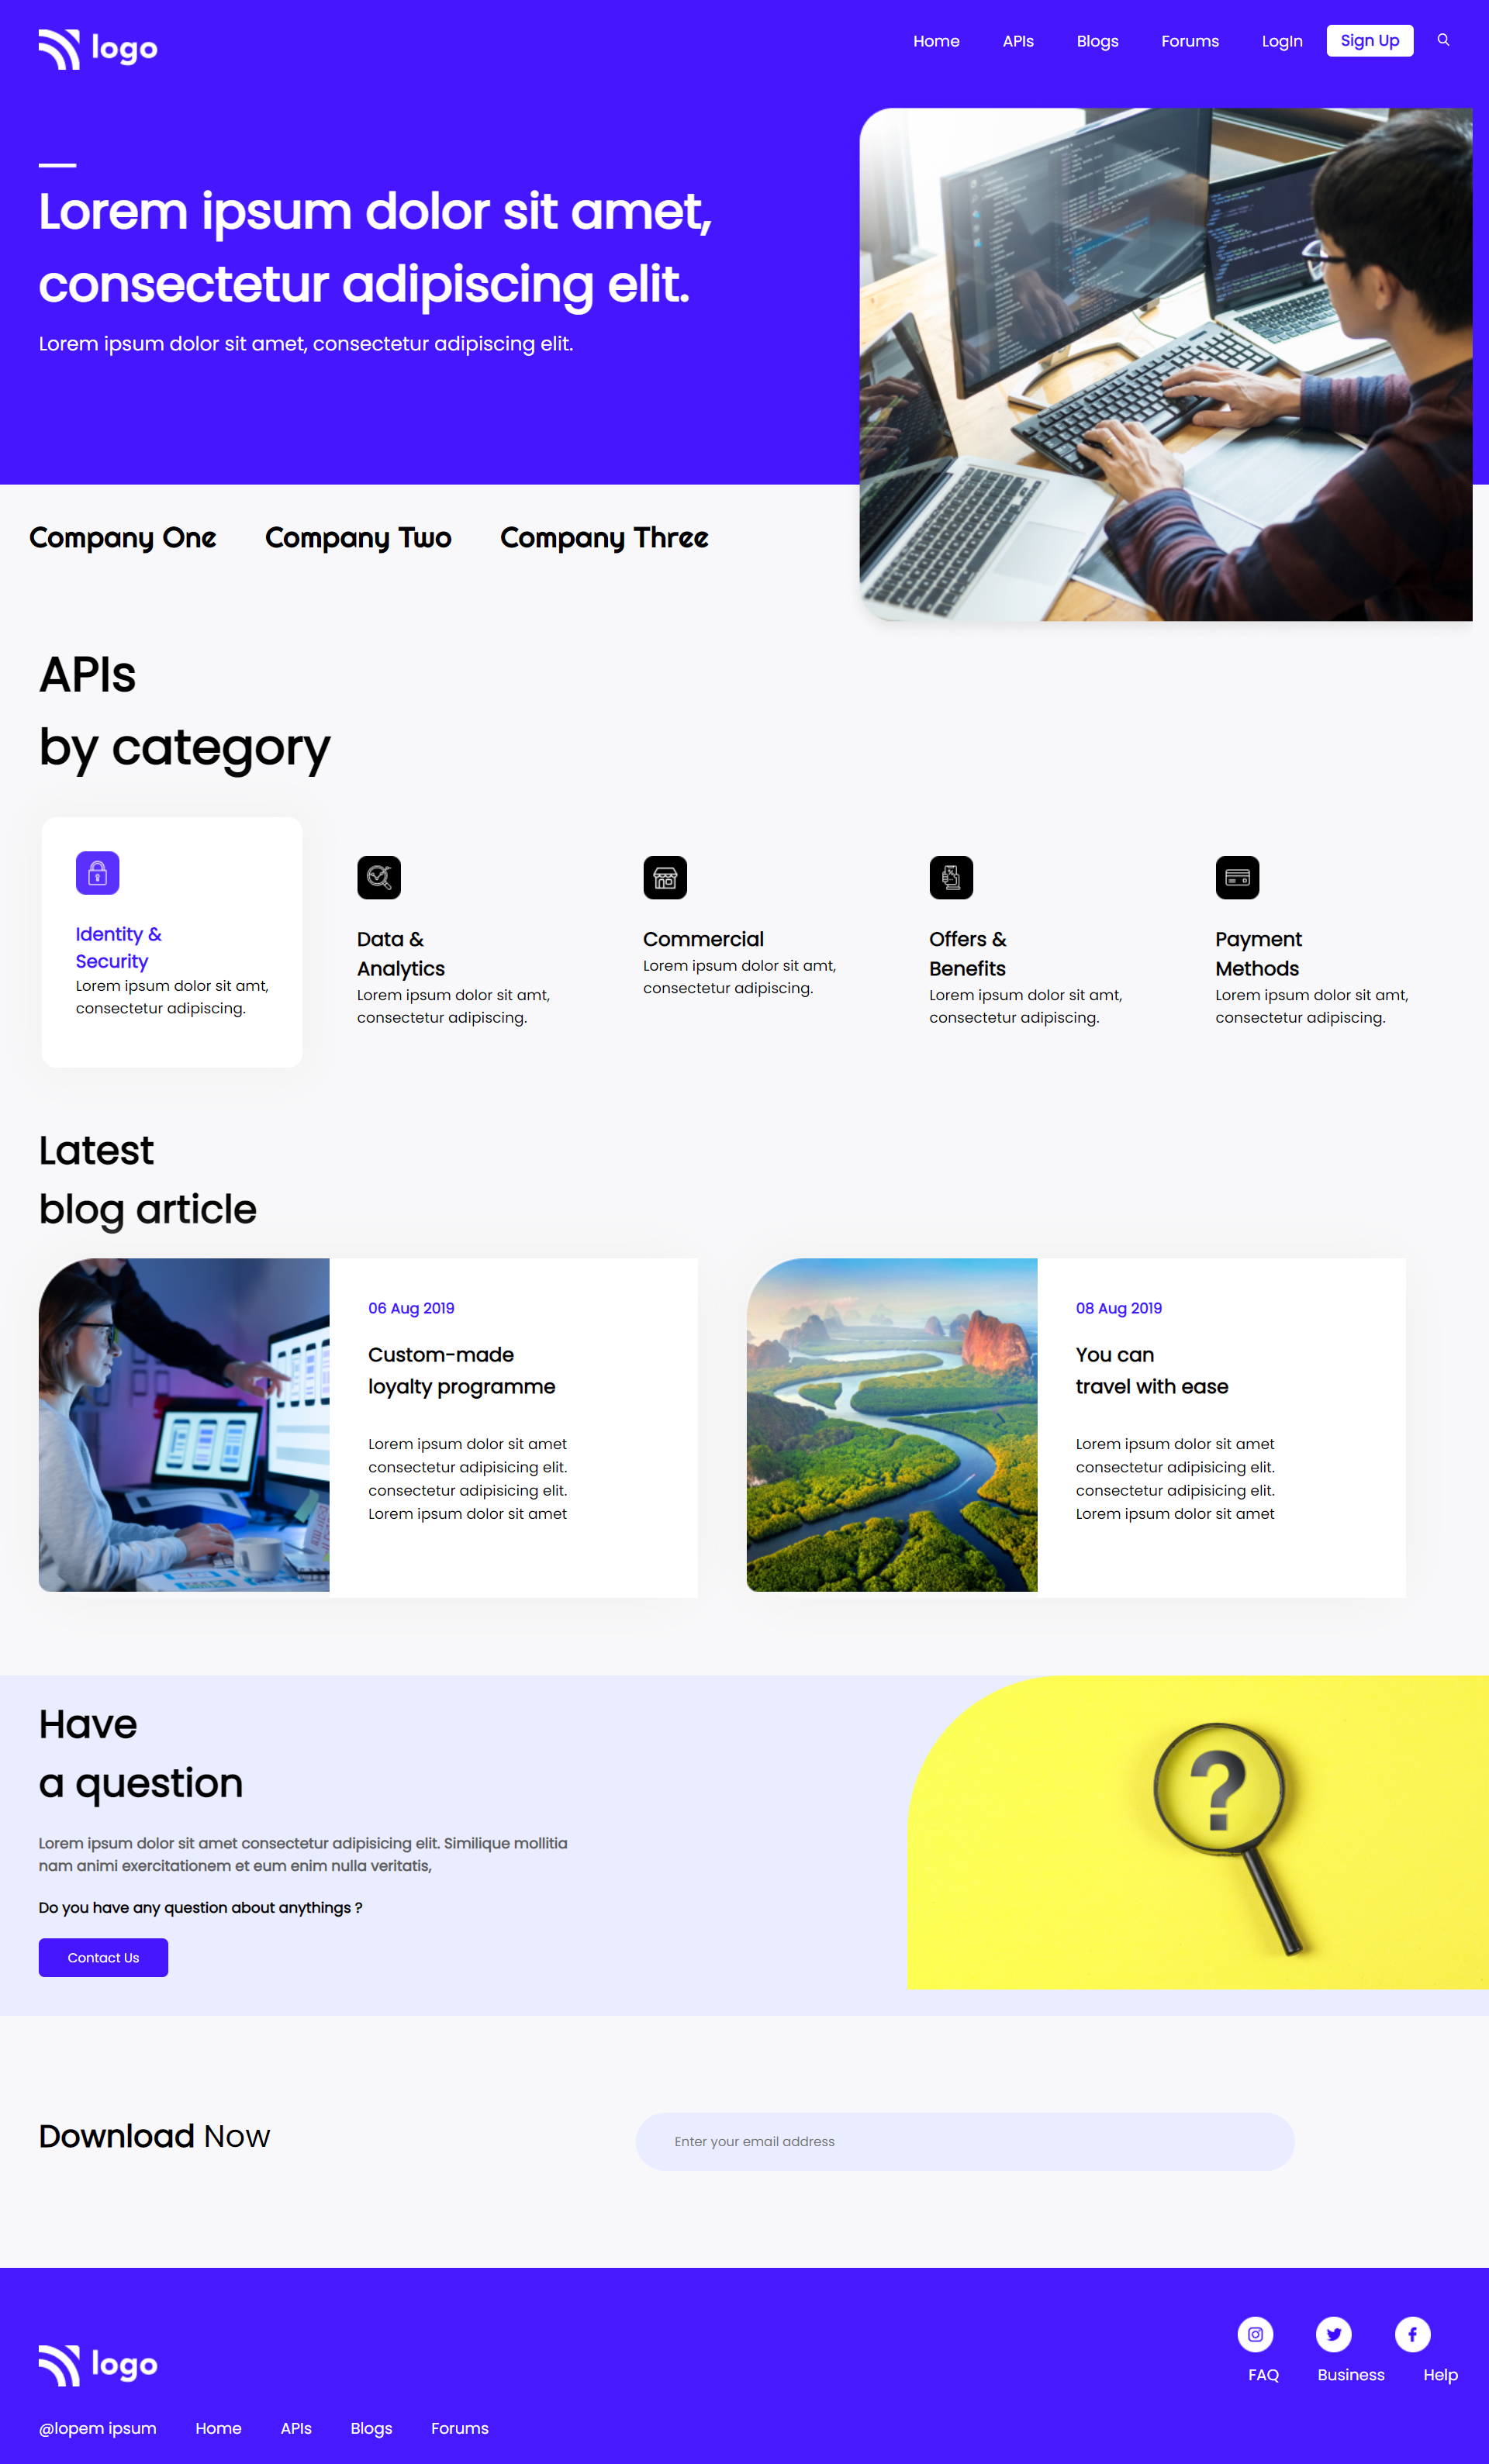 logo
Home APIs Blogs Forums LogIn Sign Up
Lorem ipsum dolor sit amet,
consectetur adipiscing elit.
Lorem ipsum dolor sit amet, consectetur adipiscing elit.
Company One Company Two Company Three
APIs
by category
Identity &
Security
Lorem ipsum dolor sit amt,
consectetur adipiscing.
Data &
Analytics
Lorem ipsum dolor sit amt,
consectetur adipiscing.
Commercial
Lorem ipsum dolor sit amt,
consectetur adipiscing.
Offers &
Benefits
Lorem ipsum dolor sit amt,
consectetur adipiscing.
Payment
Methods
Lorem ipsum dolor sit amt,
consectetur adipiscing.
Latest
blog article
06 Aug 2019
Custom-made
loyalty programme
Lorem ipsum dolor sit amet
consectetur adipisicing elit.
consectetur adipisicing elit.
Lorem ipsum dolor sit amet
08 Aug 2019
You can
travel with ease
Lorem ipsum dolor sit amet
consectetur adipisicing elit.
consectetur adipisicing elit.
Lorem ipsum dolor sit amet
Have
a question
Lorem ipsum dolor sit amet consectetur adipisicing elit. Similique mollitia
nam animi exercitationem et eum enim nulla veritatis,
Do you have any question about anythings ?
Contact Us
?
Download Now
Enter your email address
logo
FAQ Business Help
@lopem ipsum Home APIs Blogs Forums